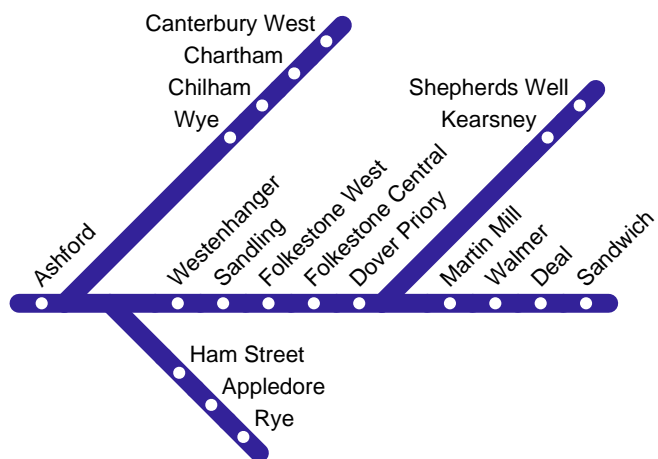 Canterbury West
Chartham
Chilham
Wye
Shepherds Well
Kearsney
Ashford
Westenhanger
Sandling
Folkestone West
Folkestone Central
Dover Priory
Martin Mill
Walmer
Deal
Sandwich
Ham Street
Appledore
Rye